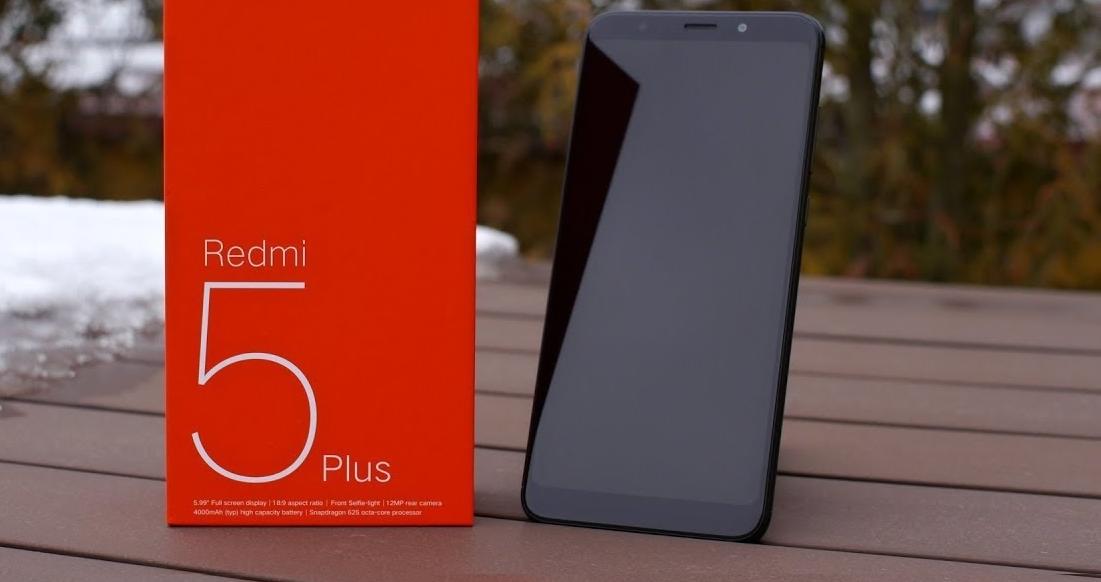 Redmi
5 Plus
5.99" Full screen display | 18:9 aspect ratio | Front Selfie-light | 12MP rear camera
4000mAh (typ) high capacity battery | Snapdragon 625 octa-core processor